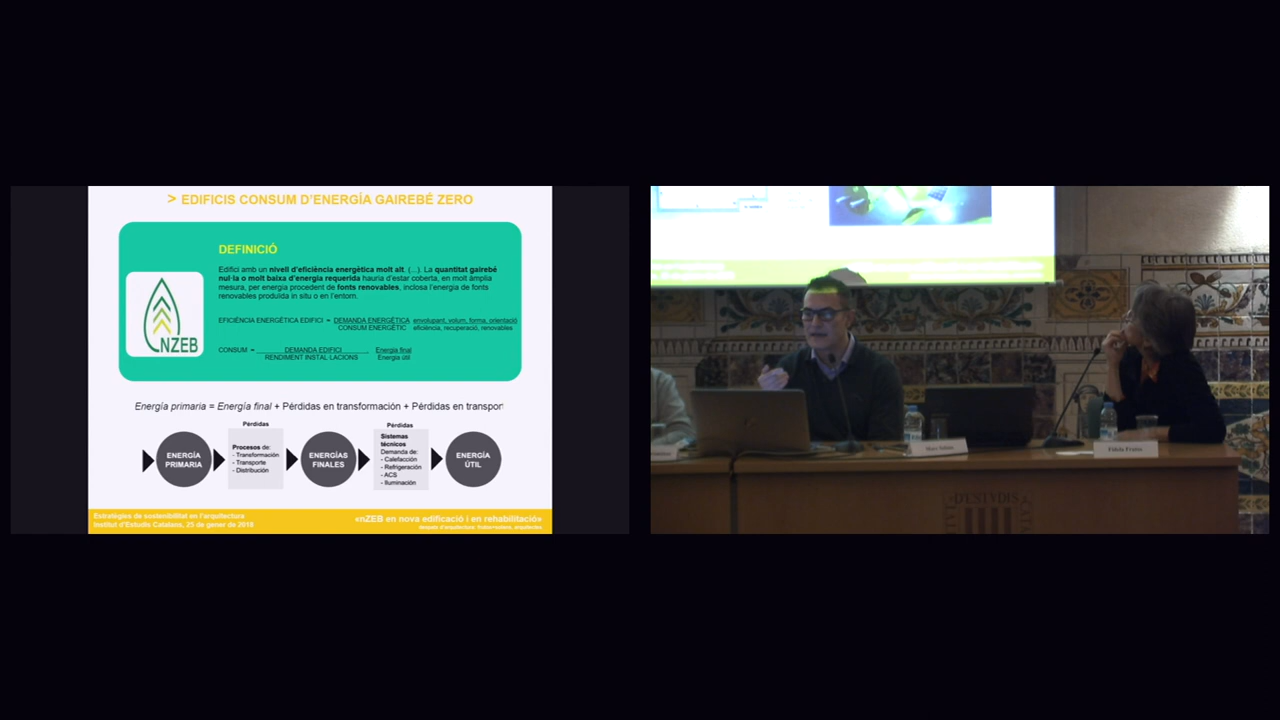 > EDIFICIS CONSUM D'ENERGÍA GAIREBÉ ZERO
DEFINICIÓ
Edifici amb un nivell d'eficiència energètica molt alt. (...). La quantitat gairebé
nul·la o molt baixa d'energia requerida hauria d'estar coberta, en molt àmplia
mesura, per energia procedent de fonts renovables, inclosa l'energia de fonts
renovables produïda in situ o en l'entorn.
NZEB
EFICIÈNCIA ENERGÈTICA EDIFICI = DEMANDA ENERGÈTICA envolupant, volum, forma, orientació
CONSUM ENERGÈTIC eficiència, recuperació, renovables
CONSUM = DEMANDA EDIFICI Energia final
RENDIMENT INSTAL·LACIONS Energia útil
Energía primaria = Energía final + Pérdidas en transformación + Pérdidas en transport
Pérdidas
Pérdidas
ENERGÍA
PRIMARIA
Procesos de:
- Transformación
- Transporte
- Distribución
ENERGÍAS
FINALES
Sistemas
técnicos
Demanda de:
- Calefacción
- Refrigeración
- ACS
- Iluminación
ENERGÍA
ÚTIL
Estratègies de sostenibilitat en l'arquitectura
Institut d'Estudis Catalans, 25 de gener de 2018
«nZEB en nova edificació i en rehabilitació»
D'ESTVDIS